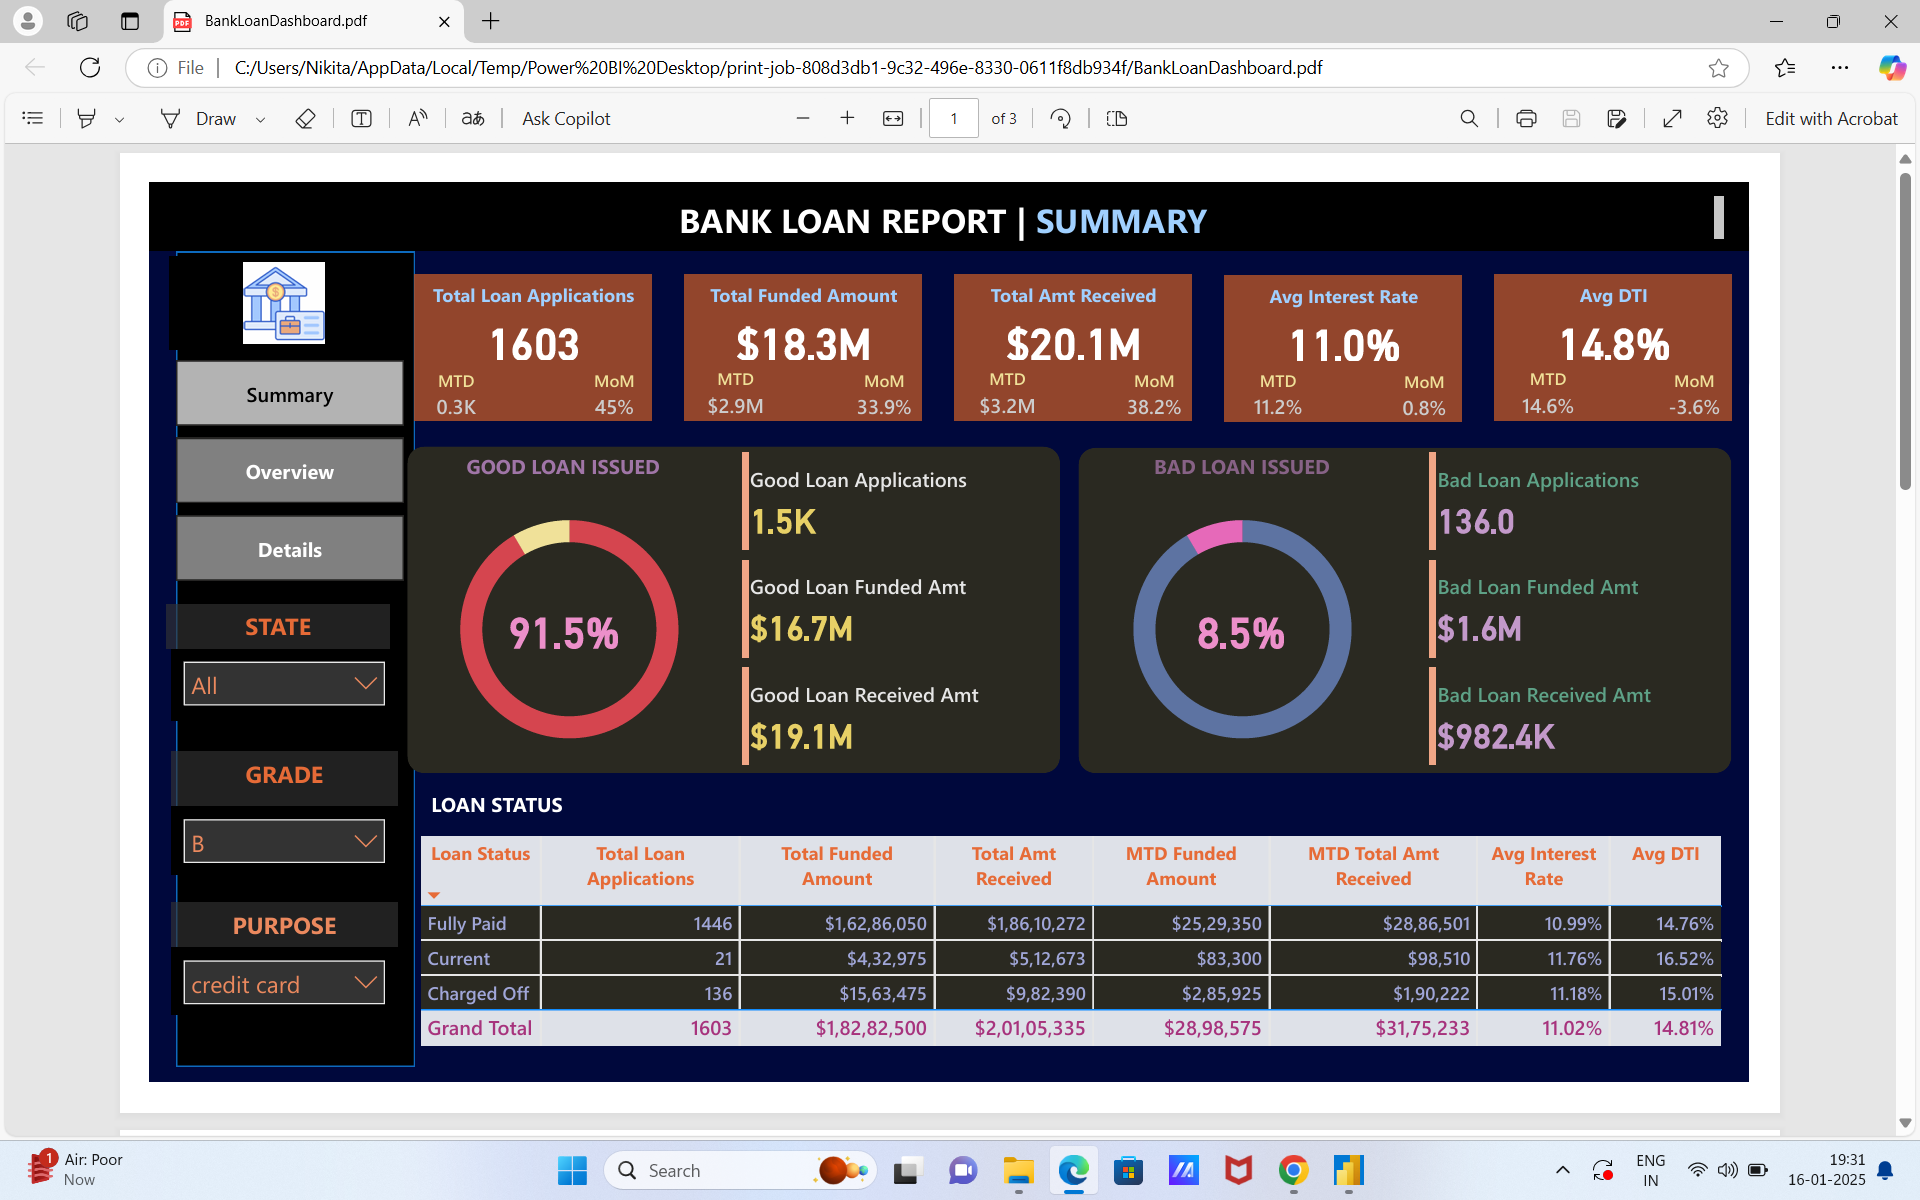 BankLoanDashboard.pdf
File
C:/Users/Nikita/AppData/Local/Temp/Power%20BI%20Desktop/print-job-808d3db1-9c32-496e-8330-0611f8db934f/BankLoanDashboard.pdf
Draw
Ask Copilot
1 of 3
Edit with Acrobat
BANK LOAN REPORT | SUMMARY
Total Loan Applications
1603
MTD MoM
0.3K 45%
Total Funded Amount
$18.3M
MTD MoM
$2.9M 33.9%
Total Amt Received
$20.1M
MTD MoM
$3.2M 38.2%
Avg Interest Rate
11.0%
MTD MoM
11.2% 0.8%
Avg DTI
14.8%
MTD MoM
14.6% -3.6%
Summary
Overview
Details
STATE
All
GRADE
B
PURPOSE
credit card
GOOD LOAN ISSUED
91.5%
Good Loan Applications
1.5K
Good Loan Funded Amt
$16.7M
Good Loan Received Amt
$19.1M
BAD LOAN ISSUED
8.5%
Bad Loan Applications
136.0
Bad Loan Funded Amt
$1.6M
Bad Loan Received Amt
$982.4K
LOAN STATUS
Loan Status Total Loan Applications Total Funded Amount Total Amt Received MTD Funded Amount MTD Total Amt Received Avg Interest Rate Avg DTI
Fully Paid 1446 $1,62,86,050 $1,86,10,272 $25,29,350 $28,86,501 10.99% 14.76%
Current 21 $4,32,975 $5,12,673 $83,300 $98,510 11.76% 16.52%
Charged Off 136 $15,63,475 $9,82,390 $2,85,925 $1,90,222 11.18% 15.01%
Grand Total 1603 $1,82,82,500 $2,01,05,335 $28,98,575 $31,75,233 11.02% 14.81%
1
Air: Poor
Now
Search
ENG
IN
19:31
16-01-2025